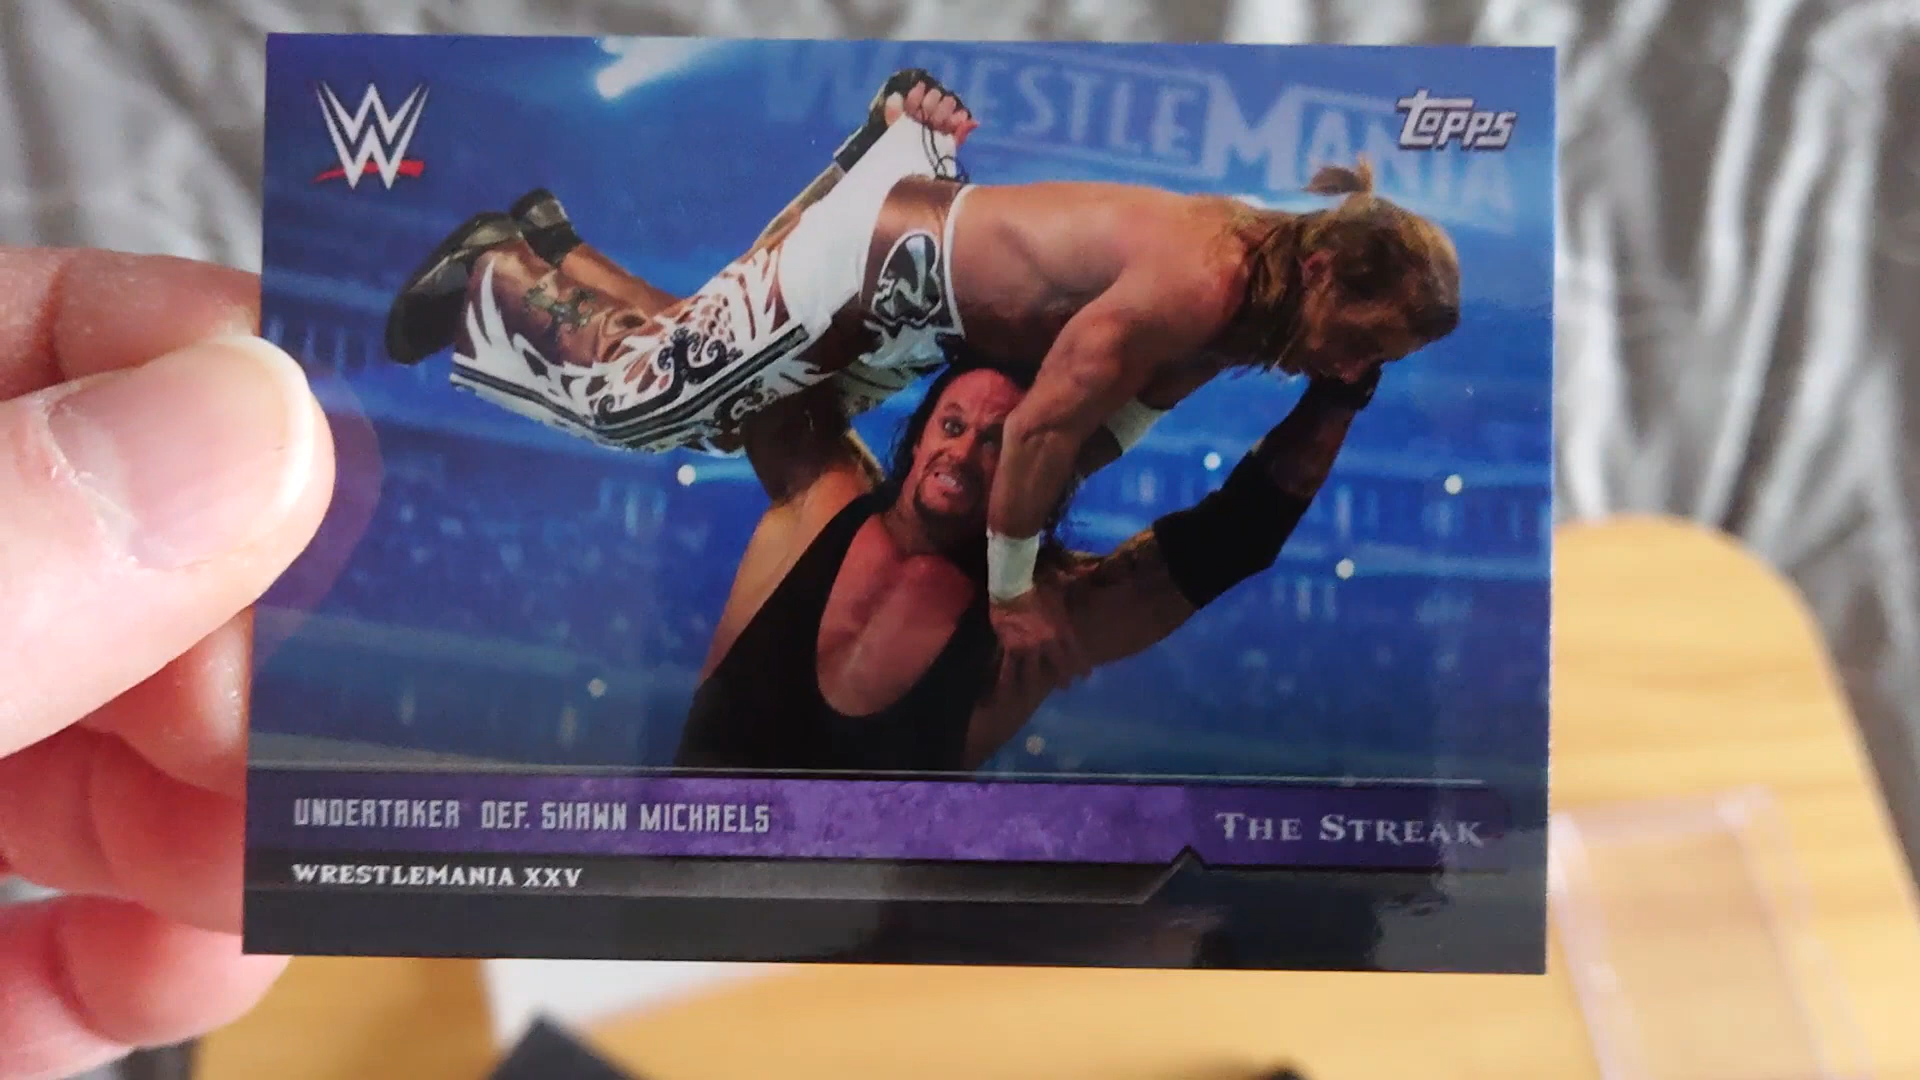 W
WRESTLEMANIA
Topps
UNDERTAKER DEF. SHAWN MICHAELS
THE STREAK
WRESTLEMANIA XXV